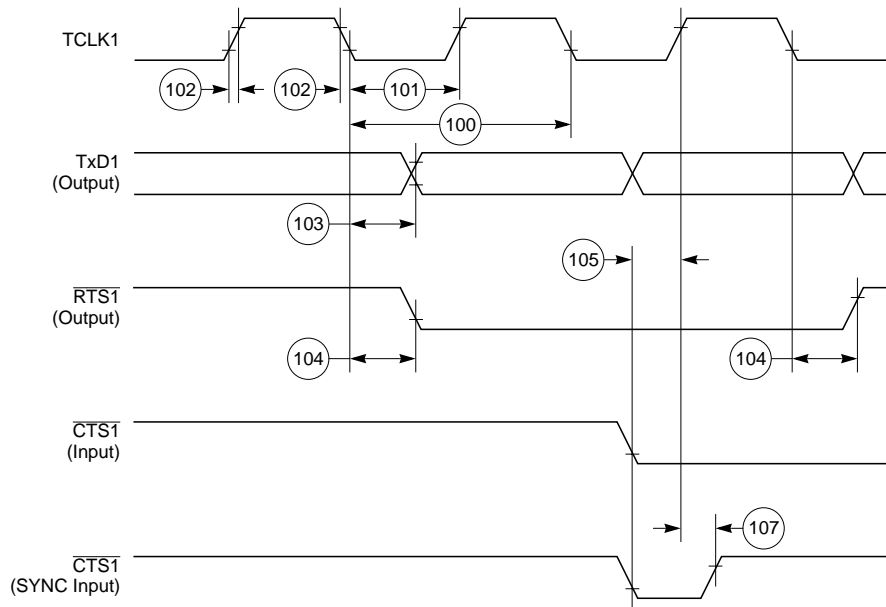 TCLK1
102
102
101
100
TxD1
(Output)
103
105
RTS1
(Output)
104
104
CTS1
(Input)
107
CTS1
(SYNC Input)